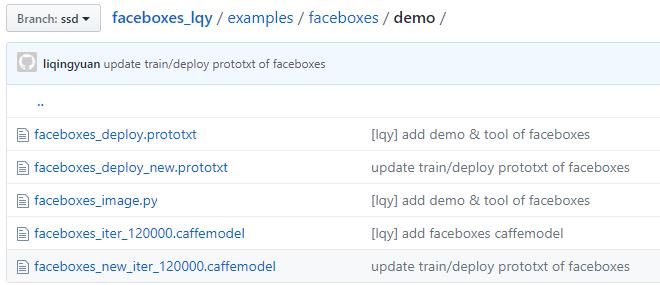 Branch: ssd faceboxes_lqy / examples / faceboxes / demo /
liqingyuan update train/deploy prototxt of faceboxes
..
faceboxes_deploy.prototxt [lqy] add demo & tool of faceboxes
faceboxes_deploy_new.prototxt update train/deploy prototxt of faceboxes
faceboxes_image.py [lqy] add demo & tool of faceboxes
faceboxes_iter_120000.caffemodel [lqy] add faceboxes caffemodel
faceboxes_new_iter_120000.caffemodel update train/deploy prototxt of faceboxes